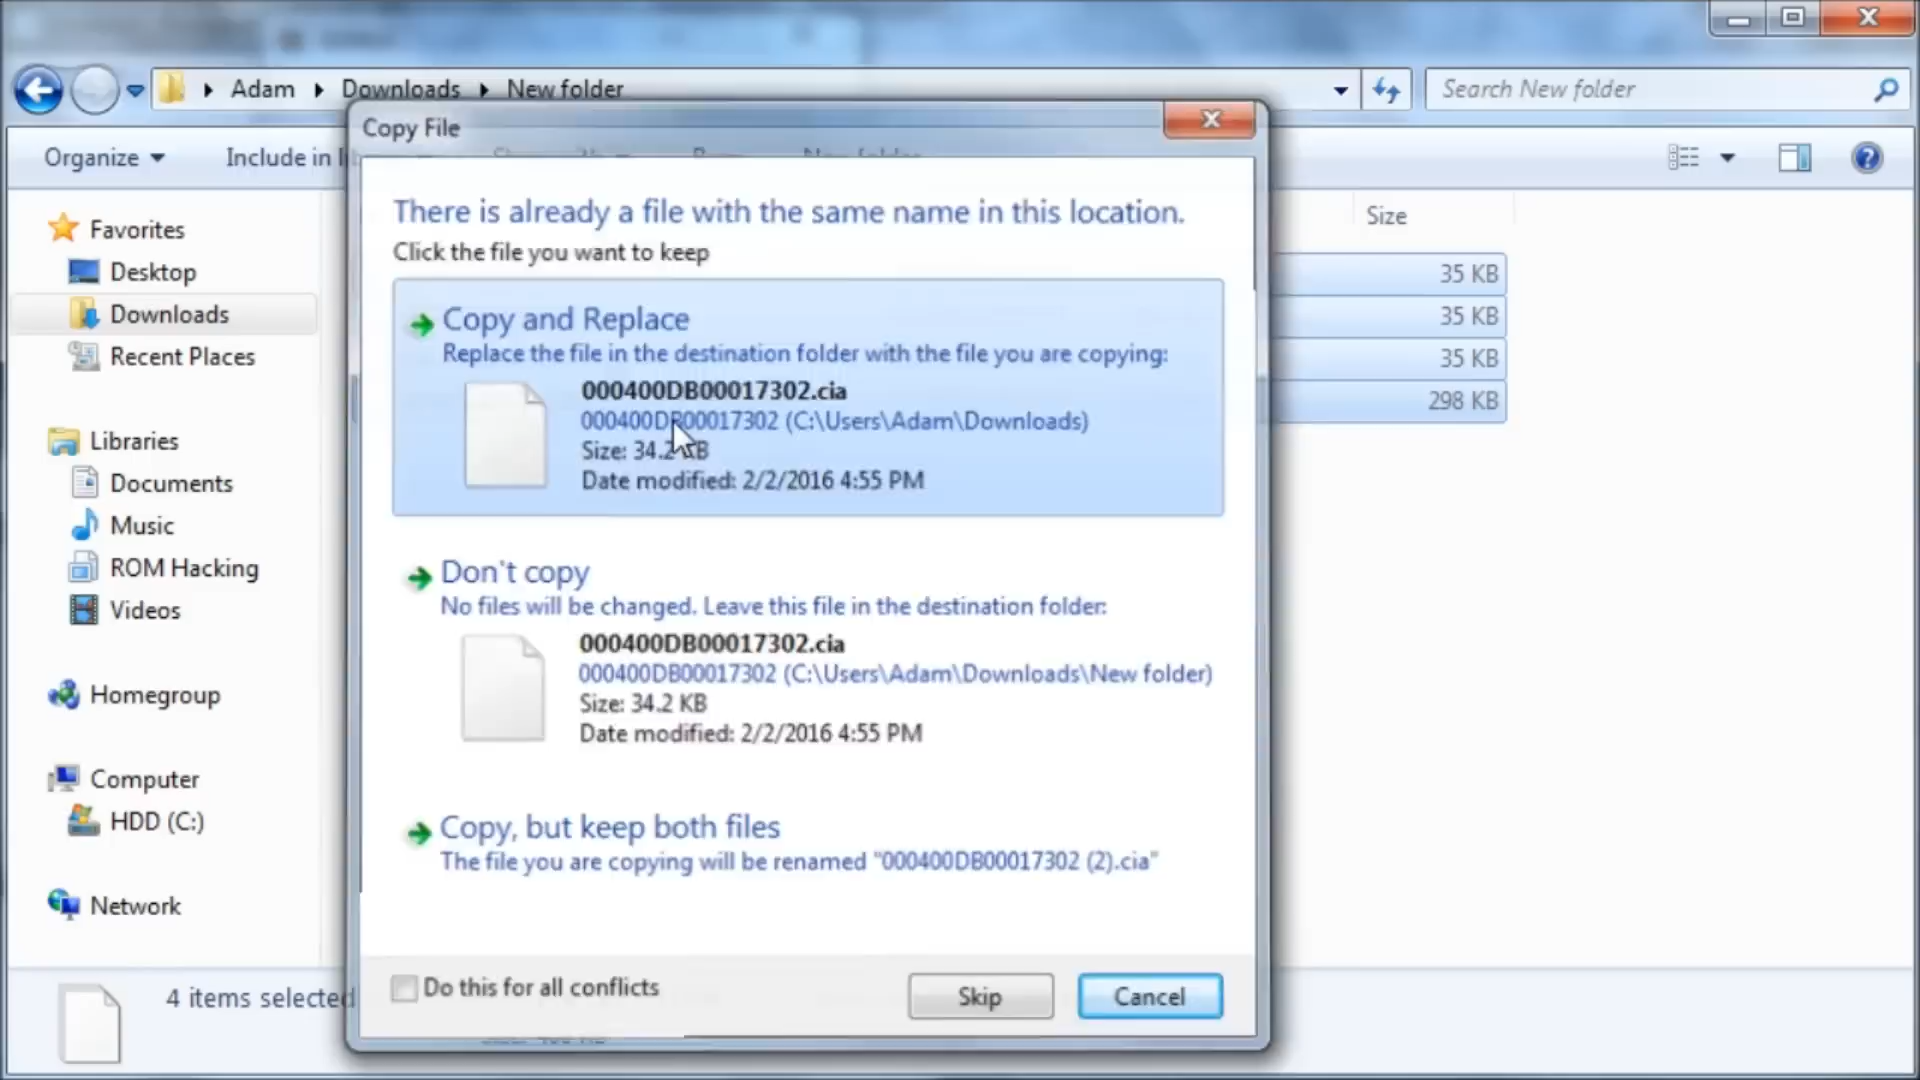 Adam
Downloads
New folder
Search New folder
Copy File
Organize
Include in
There is already a file with the same name in this location.
Click the file you want to keep
Copy and Replace
Replace the file in the destination folder with the file you are copying:
000400DB00017302.cia
000400DB00017302 (C:\Users\Adam\Downloads)
Size: 34.2 KB
Date modified: 2/2/2016 4:55 PM
Don't copy
No files will be changed. Leave this file in the destination folder:
000400DB00017302.cia
000400DB00017302 (C:\Users\Adam\Downloads\New folder)
Size: 34.2 KB
Date modified: 2/2/2016 4:55 PM
Copy, but keep both files
The file you are copying will be renamed "000400DB00017302 (2).cia"
Do this for all conflicts
Skip
Cancel
Favorites
Desktop
Downloads
Recent Places
Libraries
Documents
Music
ROM Hacking
Videos
Homegroup
Computer
HDD (C:)
Network
Size
35 KB
35 KB
35 KB
298 KB
4 items selected